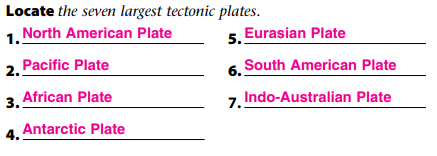 Locate the seven largest tectonic plates.
1. North American Plate
2. Pacific Plate
3. African Plate
4. Antarctic Plate
5. Eurasian Plate
6. South American Plate
7. Indo-Australian Plate